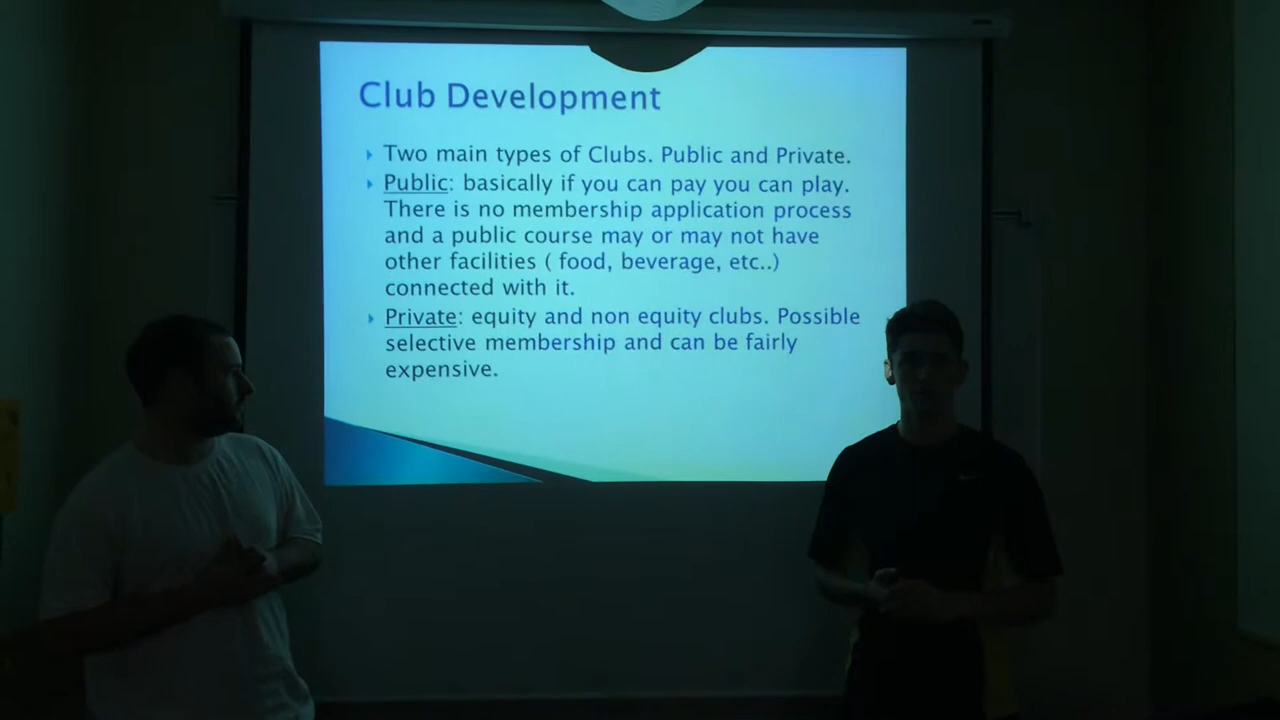 Club Development
Two main types of Clubs. Public and Private.
Public: basically if you can pay you can play.
There is no membership application process
and a public course may or may not have
other facilities ( food, beverage, etc..)
connected with it.
Private: equity and non equity clubs. Possible
selective membership and can be fairly
expensive.